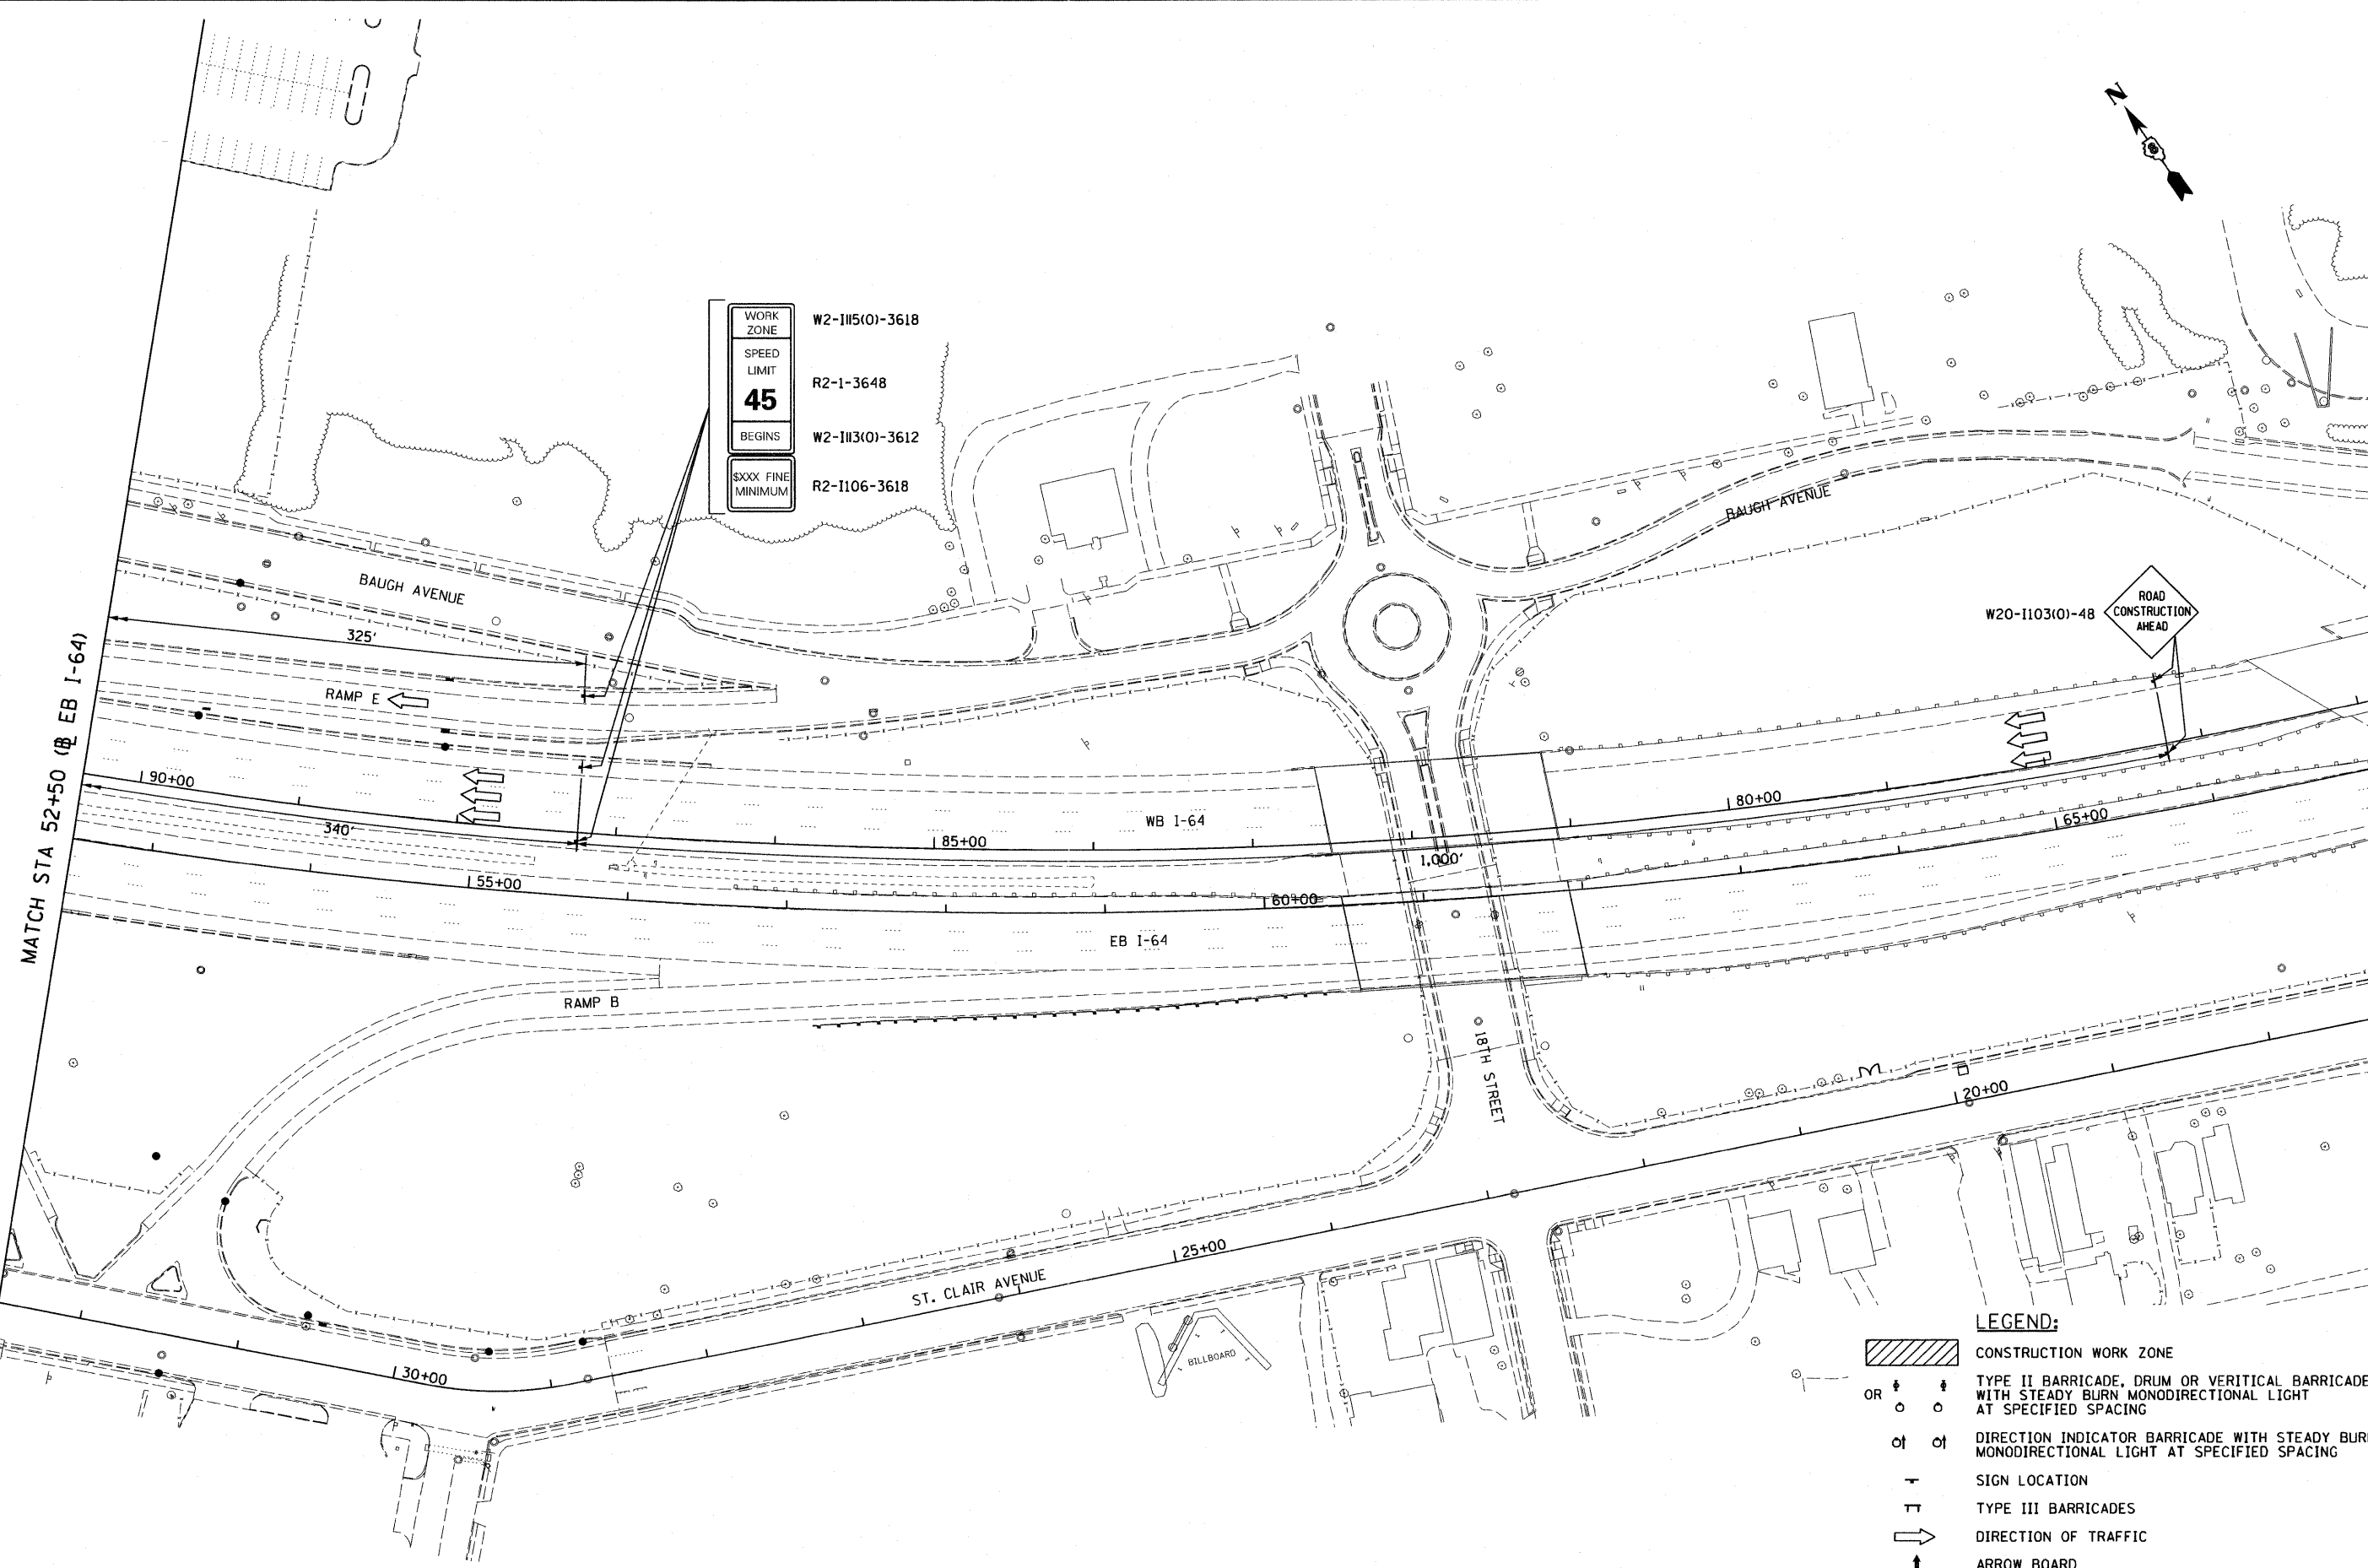 N
WORK
ZONE
SPEED
LIMIT
45
BEGINS
$XXX FINE
MINIMUM
W2-I115(0)-3618
R2-1-3648
W2-I113(0)-3612
R2-I106-3618
BAUGH AVENUE
W20-I103(0)-48
ROAD
CONSTRUCTION
AHEAD
BAUGH AVENUE
325'
RAMP E
MATCH STA 52+50 (℄ EB I-64)
90+00
340'
85+00
WB I-64
80+00
65+00
1,000'
55+00
60+00
EB I-64
RAMP B
18TH STREET
20+00
25+00
ST. CLAIR AVENUE
30+00
BILLBOARD
LEGEND:
CONSTRUCTION WORK ZONE
OR
TYPE II BARRICADE, DRUM OR VERITICAL BARRICADE
WITH STEADY BURN MONODIRECTIONAL LIGHT
AT SPECIFIED SPACING
DIRECTION INDICATOR BARRICADE WITH STEADY BURN
MONODIRECTIONAL LIGHT AT SPECIFIED SPACING
SIGN LOCATION
TYPE III BARRICADES
DIRECTION OF TRAFFIC
ARROW BOARD